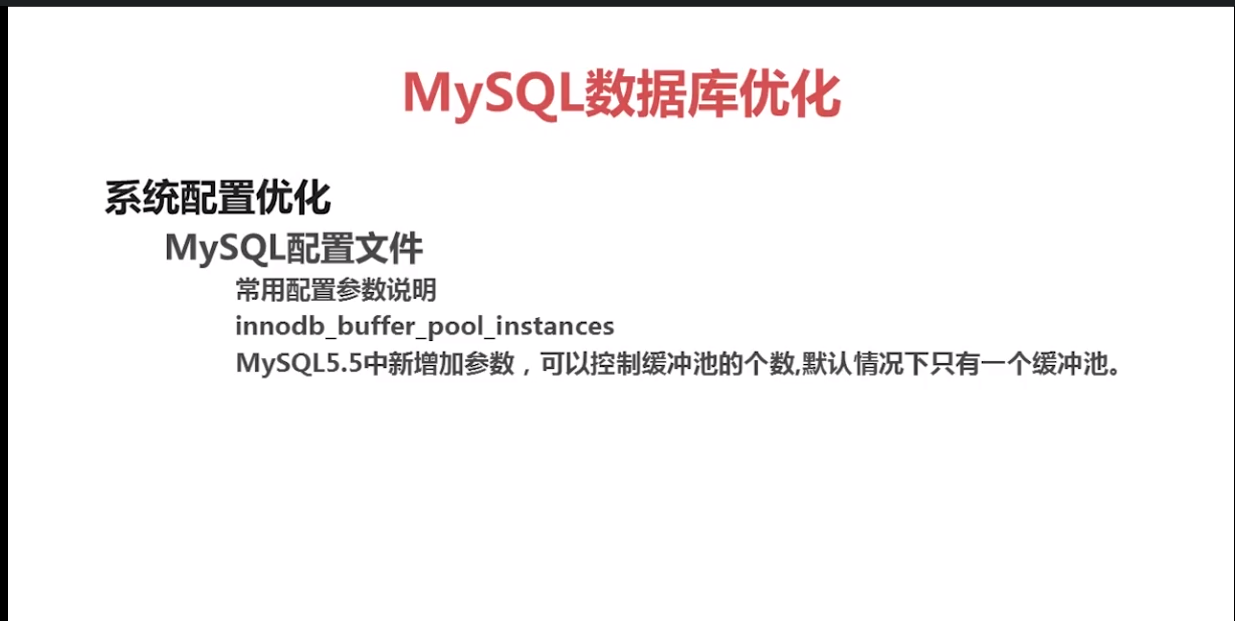 MySQL数据库优化
系统配置优化
MySQL配置文件
常用配置参数说明
innodb_buffer_pool_instances
MySQL5.5中新增加参数，可以控制缓冲池的个数,默认情况下只有一个缓冲池。